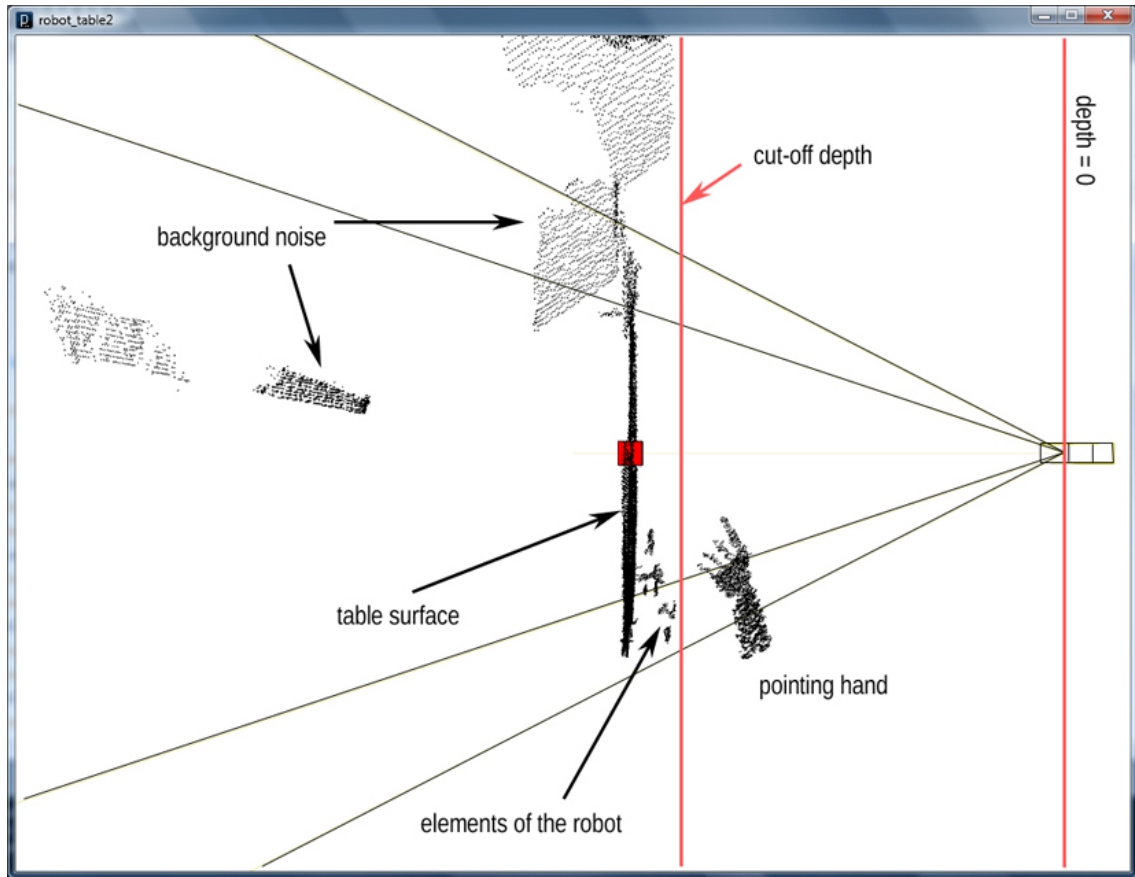 robot_table2
depth = 0
cut-off depth
background noise
table surface
pointing hand
elements of the robot